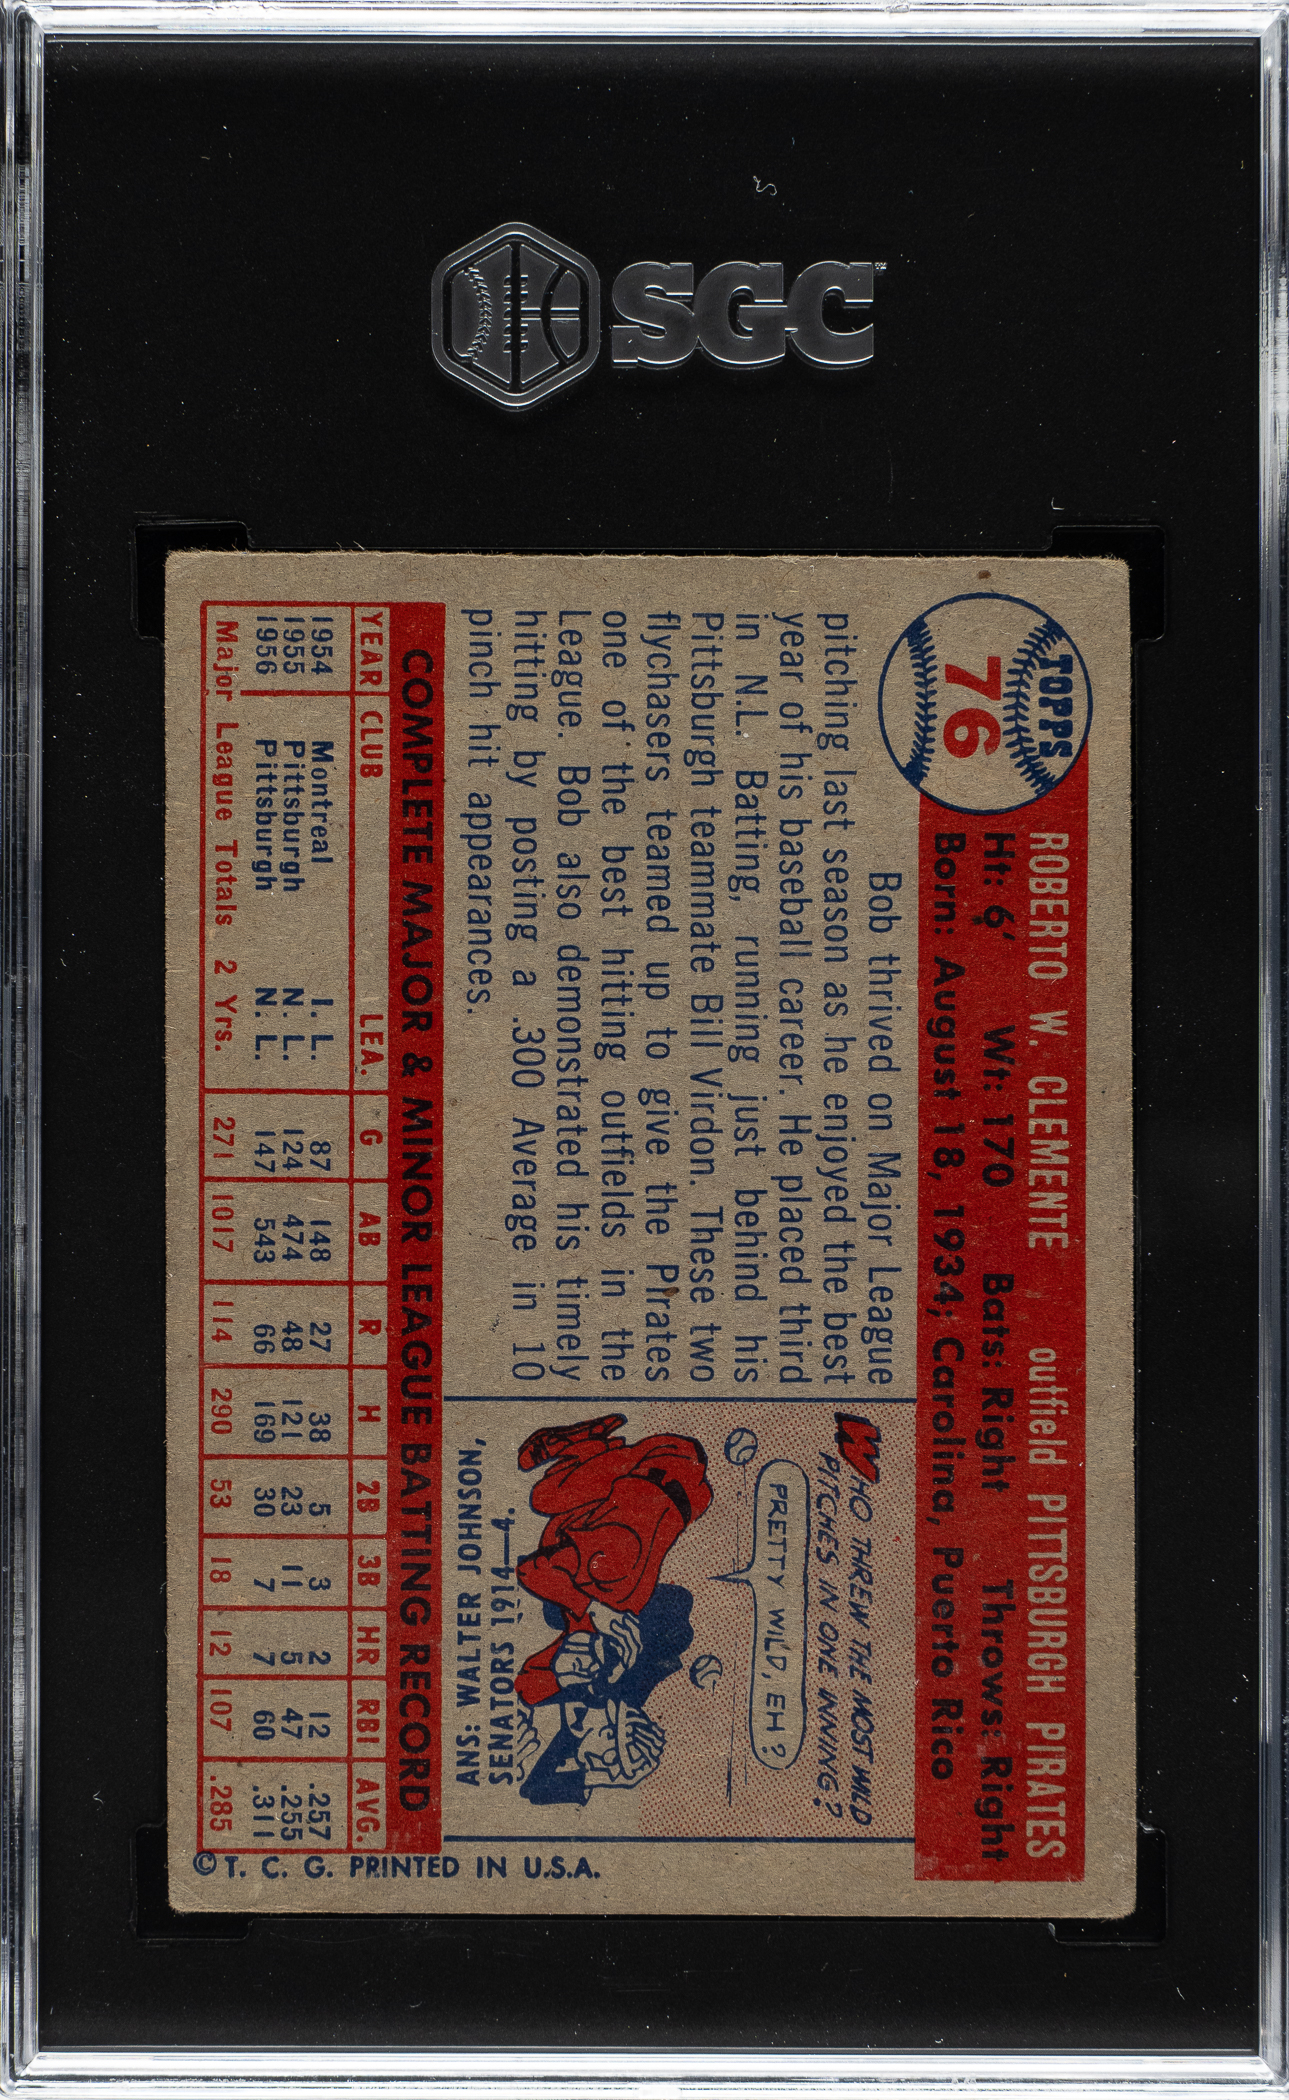 SGC
TOPPS
76
ROBERTO W. CLEMENTE outfield PITTSBURGH PIRATES
Ht: 6' Wt: 170 Bats: Right Throws: Right
Born: August 18, 1934; Carolina, Puerto Rico
Bob thrived on Major League
pitching last season as he enjoyed the best
year of his baseball career. He placed third
in N.L. Batting, running just behind his
Pittsburgh teammate Bill Virdon. These two
flychasers teamed up to give the Pirates
one of the best hitting outfields in the
League. Bob also demonstrated his timely
hitting by posting a .300 Average in 10
pinch hit appearances.
WHO THREW THE MOST WILD
PITCHES IN ONE INNING?
PRETTY WILD, EH?
ANS: WALTER JOHNSON,
SENATORS 1914—4.
COMPLETE MAJOR & MINOR LEAGUE BATTING RECORD
YEAR CLUB LEA. G AB R H 2B 3B HR RBI AVG.
1954 Montreal I. L. 87 148 27 38 5 3 2 12 .257
1955 Pittsburgh N. L. 124 474 48 121 23 11 5 47 .255
1956 Pittsburgh N. L. 147 543 66 169 30 7 7 60 .311
Major League Totals 2 Yrs. 271 1017 114 290 53 18 12 107 .285
© T. C. G. PRINTED IN U.S.A.